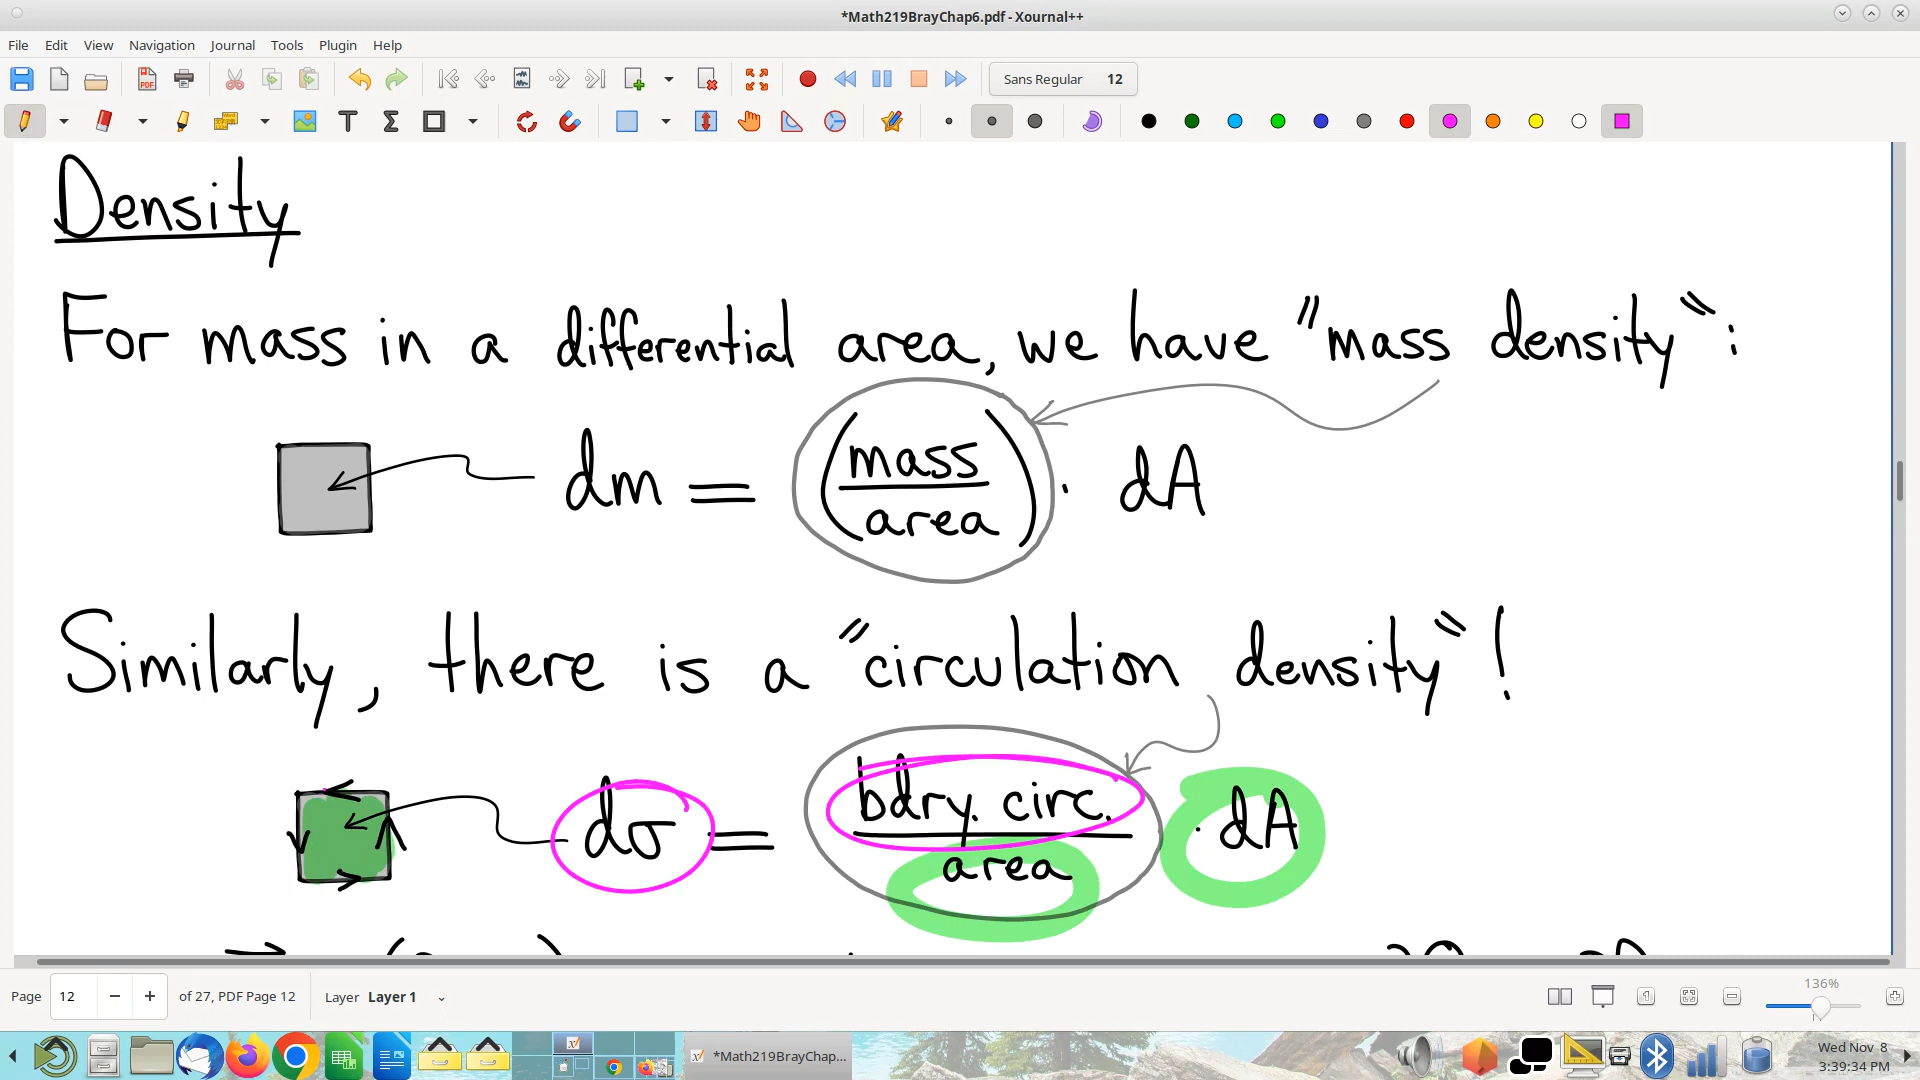 *Math219BrayChap6.pdf - Xournal++
File Edit View Navigation Journal Tools Plugin Help
Sans Regular 12
Density
For mass in a differential area, we have "mass density":
dm = (mass/area) · dA
Similarly, there is a "circulation density"!
dσ = bdry. circ./area · dA
Page 12 of 27, PDF Page 12 Layer Layer 1
136%
*Math219BrayChap...
Wed Nov 8
3:39:34 PM